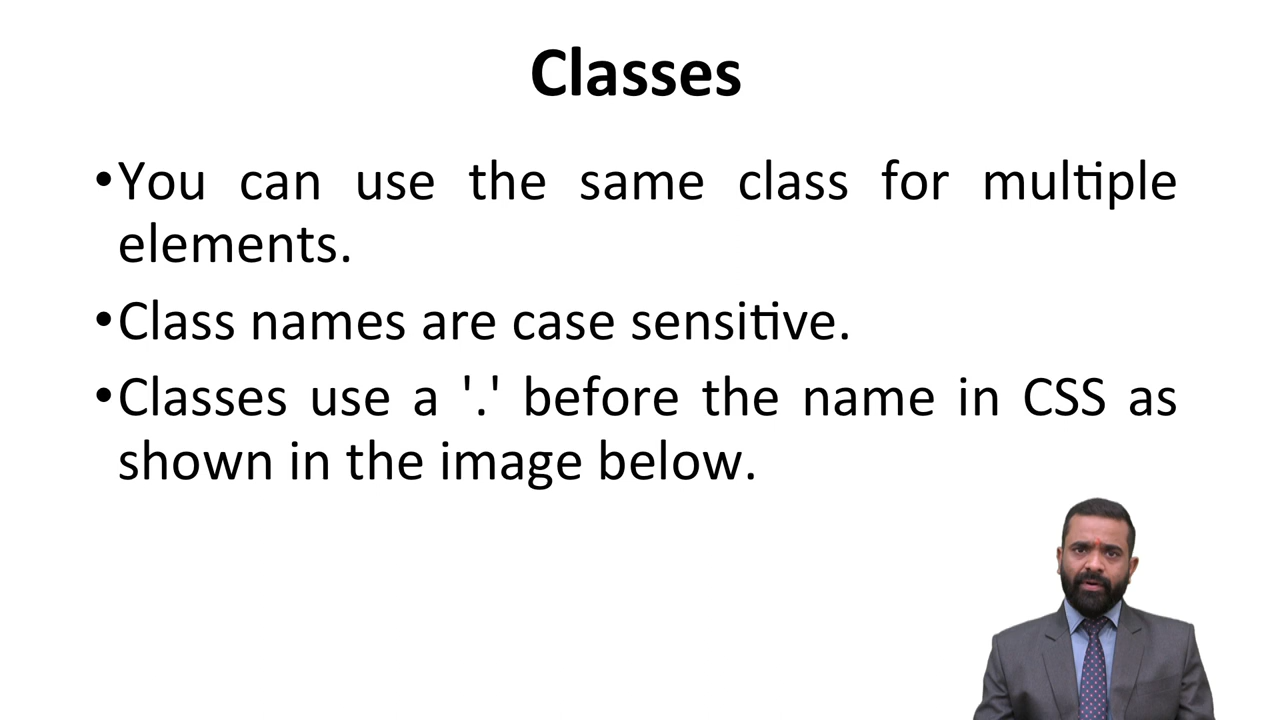 Classes
•You can use the same class for multiple
elements.
•Class names are case sensitive.
•Classes use a '.' before the name in CSS as
shown in the image below.